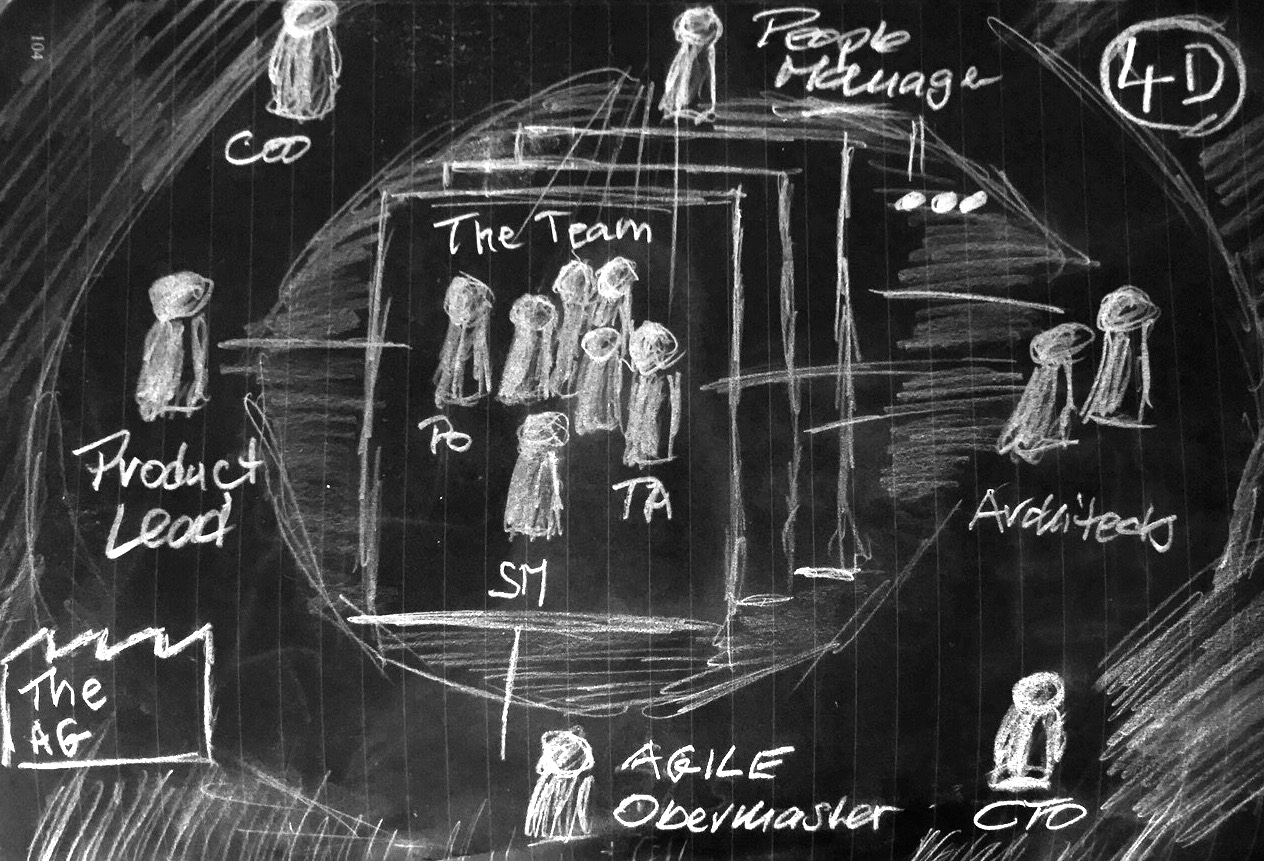 104
People
Manager
4D
COO
The Team
PO
TA
SM
Product
Lead
Architects
The
AG
AGILE
Obermaster
CTO